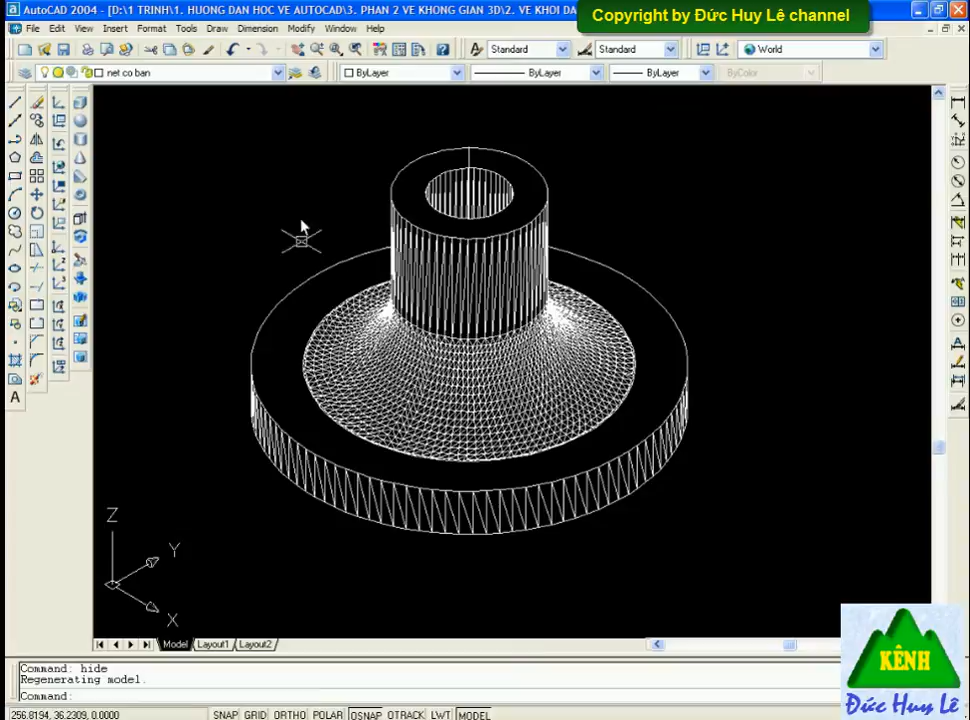 AutoCAD 2004 - [D:\1 TRINH\1. HUONG DAN HOC VE AUTOCAD\3. PHAN 2 VE KHONG GIAN 3D\2. VE KHOI DA
Copyright by Đức Huy Lê channel
File Edit View Insert Format Tools Draw Dimension Modify Window Help
Standard Standard World
net co ban ByLayer ByLayer ByLayer ByColor
Z
Y
X
Model Layout1 Layout2
Command: hide
Regenerating model.
Command:
256.8194, 36.2309, 0.0000 SNAP GRID ORTHO POLAR OSNAP OTRACK LWT MODEL
KÊNH
Đức Huy Lê